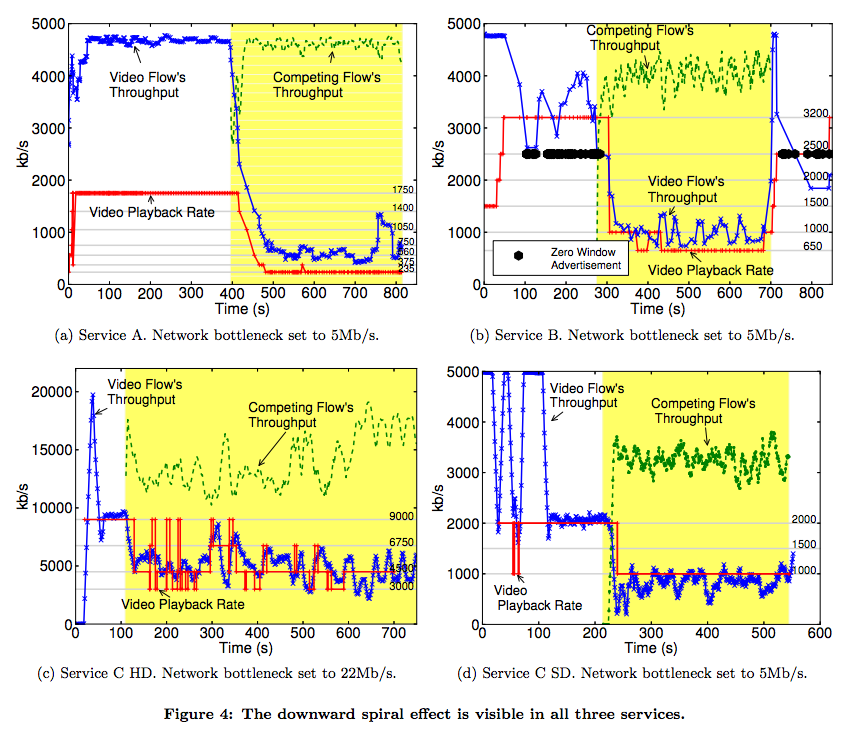 5000
4000
3000
2000
1000
0
kb/s
Video Flow's
Throughput
Competing Flow's
Throughput
Video Playback Rate
1750
1400
1050
750
560
375
235
0 100 200 300 400 500 600 700 800
Time (s)
(a) Service A. Network bottleneck set to 5Mb/s.
5000
4000
3000
2000
1000
0
kb/s
Competing Flow's
Throughput
Video Flow's
Throughput
Zero Window
Advertisement
Video Playback Rate
3200
2500
2000
1500
1000
650
0 100 200 300 400 500 600 700 800
Time (s)
(b) Service B. Network bottleneck set to 5Mb/s.
20000
15000
10000
5000
0
kb/s
Video Flow's
Throughput
Competing Flow's
Throughput
Video Playback Rate
9000
6750
4500
3000
0 100 200 300 400 500 600 700
Time (s)
(c) Service C HD. Network bottleneck set to 22Mb/s.
5000
4000
3000
2000
1000
0
kb/s
Video Flow's
Throughput
Competing Flow's
Throughput
Video
Playback Rate
2000
1500
1000
0 100 200 300 400 500 600
Time (s)
(d) Service C SD. Network bottleneck set to 5Mb/s.
Figure 4: The downward spiral effect is visible in all three services.